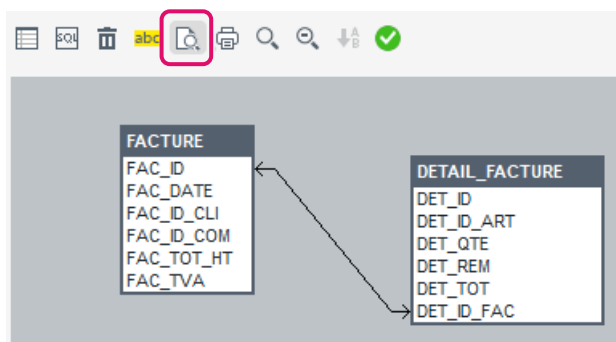 SQL
abc
A
B
FACTURE
FAC_ID
FAC_DATE
FAC_ID_CLI
FAC_ID_COM
FAC_TOT_HT
FAC_TVA
DETAIL_FACTURE
DET_ID
DET_ID_ART
DET_QTE
DET_REM
DET_TOT
DET_ID_FAC